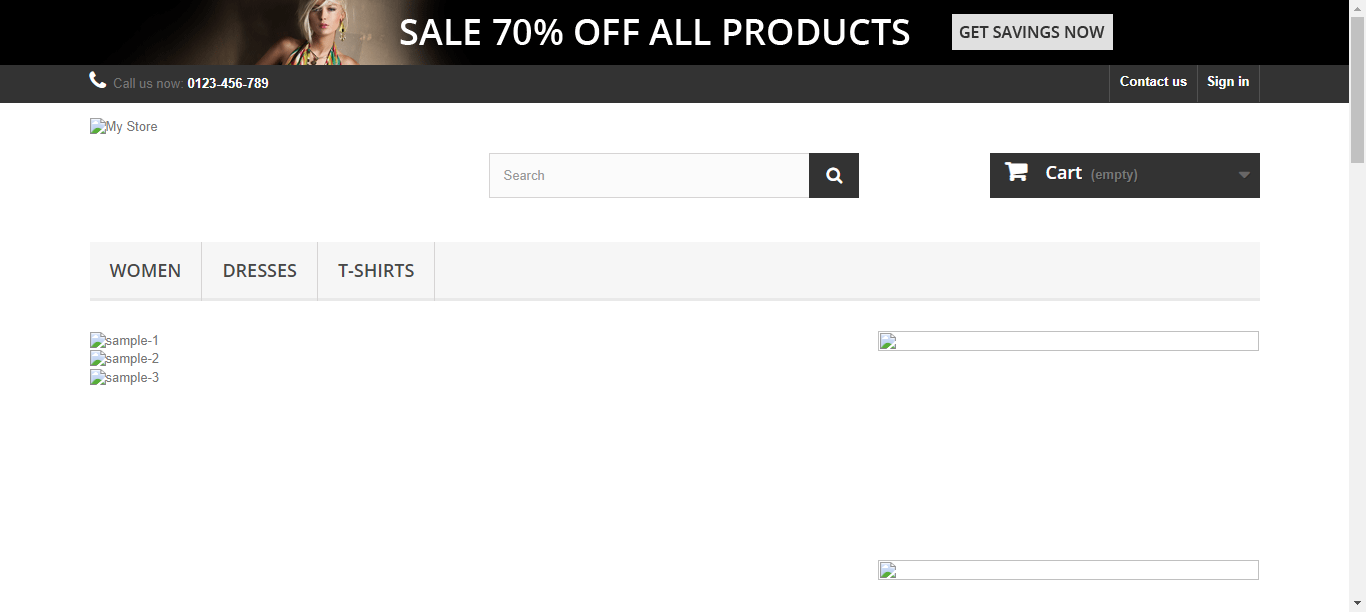 SALE 70% OFF ALL PRODUCTS
GET SAVINGS NOW
Call us now: 0123-456-789
Contact us
Sign in
My Store
Search
Cart (empty)
WOMEN
DRESSES
T-SHIRTS
sample-1
sample-2
sample-3